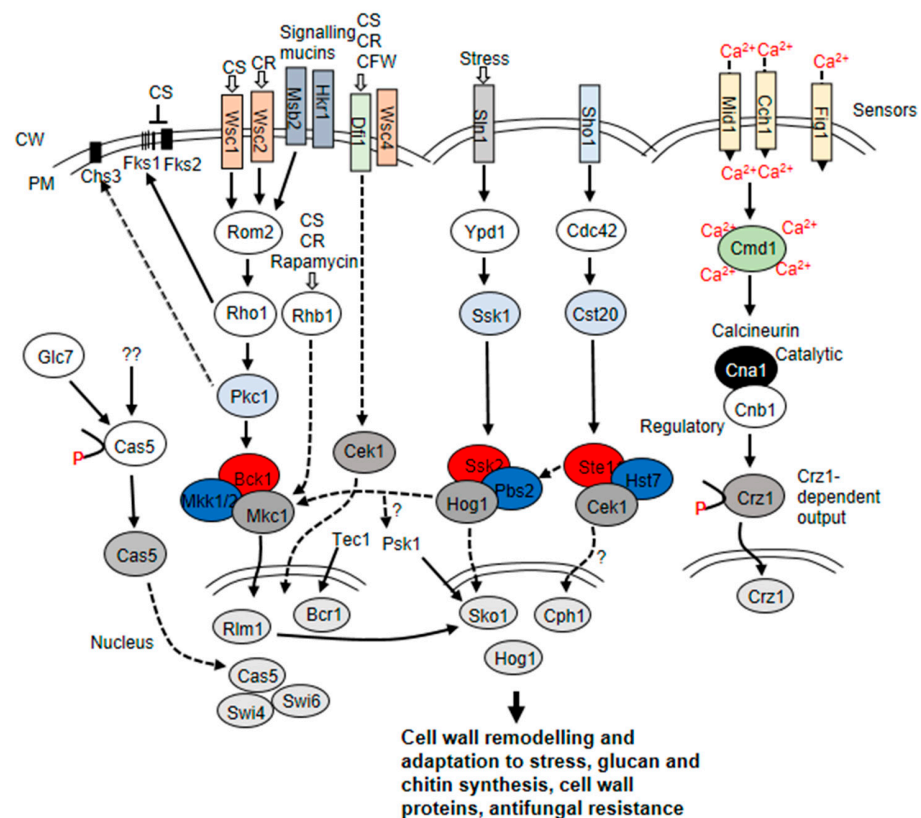 CS
CR
CFW
Signalling
mucins
CS
CR
CS
Stress
Ca2+
Ca2+
Ca2+
Sensors
CW
PM
Wsc1
Wsc2
Msb2
Hkr1
Dfi1
Wsc4
Sln1
Sho1
Mid1
Cch1
Fig1
Chs3
Fks1
Fks2
Ca2+
Ca2+
Rom2
CS
CR
Rapamycin
Ypd1
Cdc42
Ca2+
Ca2+
Cmd1
Ca2+
Ca2+
Rho1
Rhb1
Ssk1
Cst20
Calcineurin
Catalytic
Glc7
??
Cna1
Pkc1
Cnb1
Regulatory
Cas5
P
Cek1
Bck1
Mkk1/2
Mkc1
Ssk2
Pbs2
Hog1
Ste1
Hst7
Cek1
P
Crz1
Crz1-
dependent
output
?
Tec1
Psk1
?
Cas5
Rlm1
Bcr1
Sko1
Cph1
Crz1
Nucleus
Hog1
Cas5
Swi4
Swi6
Cell wall remodelling and
adaptation to stress, glucan and
chitin synthesis, cell wall
proteins, antifungal resistance